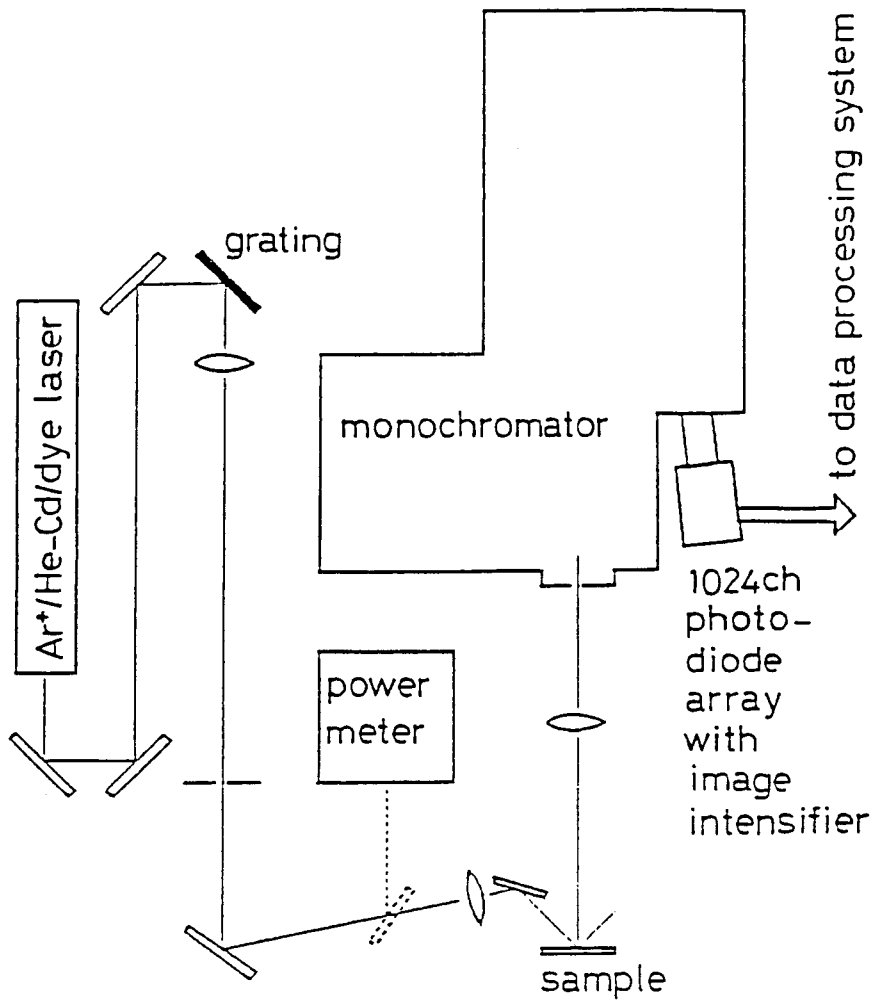 grating
Ar⁺/He-Cd/dye laser
monochromator
to data processing system
1024ch
photo-
diode
array
with
image
intensifier
power
meter
sample